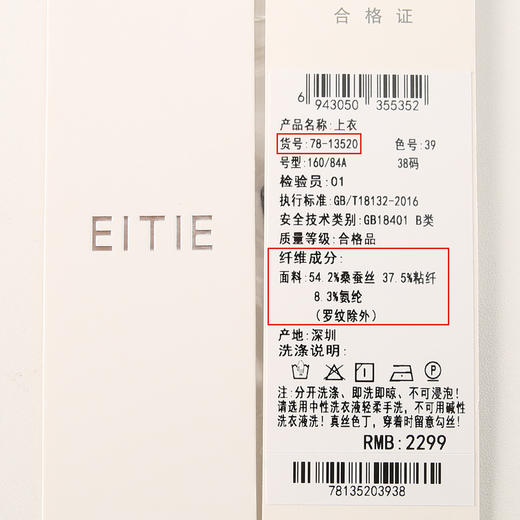 EITIE
合格证
6 943050 355352
产品名称:上衣
货号:78-13520 色号:39
号型:160/84A 38码
检验员:01
执行标准:GB/T18132-2016
安全技术类别:GB18401 B类
质量等级:合格品
纤维成分:
面料:54.2%桑蚕丝 37.5%粘纤
8.3%氨纶
(罗纹除外)
产地:深圳
洗涤说明:
注:分开洗涤、即洗即晾、不可浸泡!
请选用中性洗衣液轻柔手洗,不可用碱性
洗衣液洗!真丝色丁,穿着时留意勾丝!
RMB:2299
78135203938